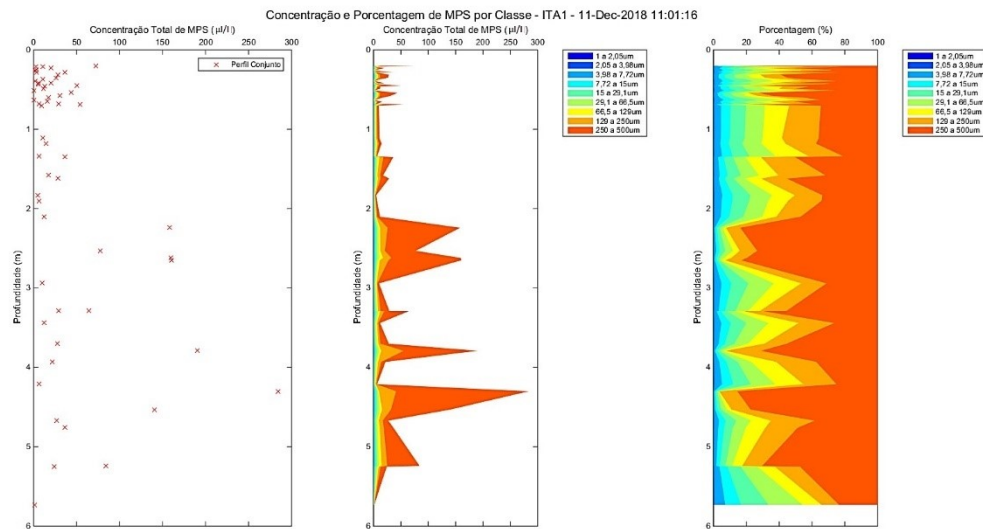 Concentração e Porcentagem de MPS por Classe - ITA1 - 11-Dec-2018 11:01:16
Concentração Total de MPS (µl/l)
0 50 100 150 200 250 300
Profundidade (m)
0
1
2
3
4
5
6
Perfil Conjunto
Concentração Total de MPS (µl/l)
0 50 100 150 200 250 300
Profundidade (m)
0
1
2
3
4
5
6
1 a 2,05um
2,05 a 3,98um
3,98 a 7,72um
7,72 a 15um
15 a 29,1um
29,1 a 66,5um
66,5 a 129um
129 a 250um
250 a 500um
Porcentagem (%)
0 20 40 60 80 100
Profundidade (m)
0
1
2
3
4
5
6
1 a 2,05um
2,05 a 3,98um
3,98 a 7,72um
7,72 a 15um
15 a 29,1um
29,1 a 66,5um
66,5 a 129um
129 a 250um
250 a 500um